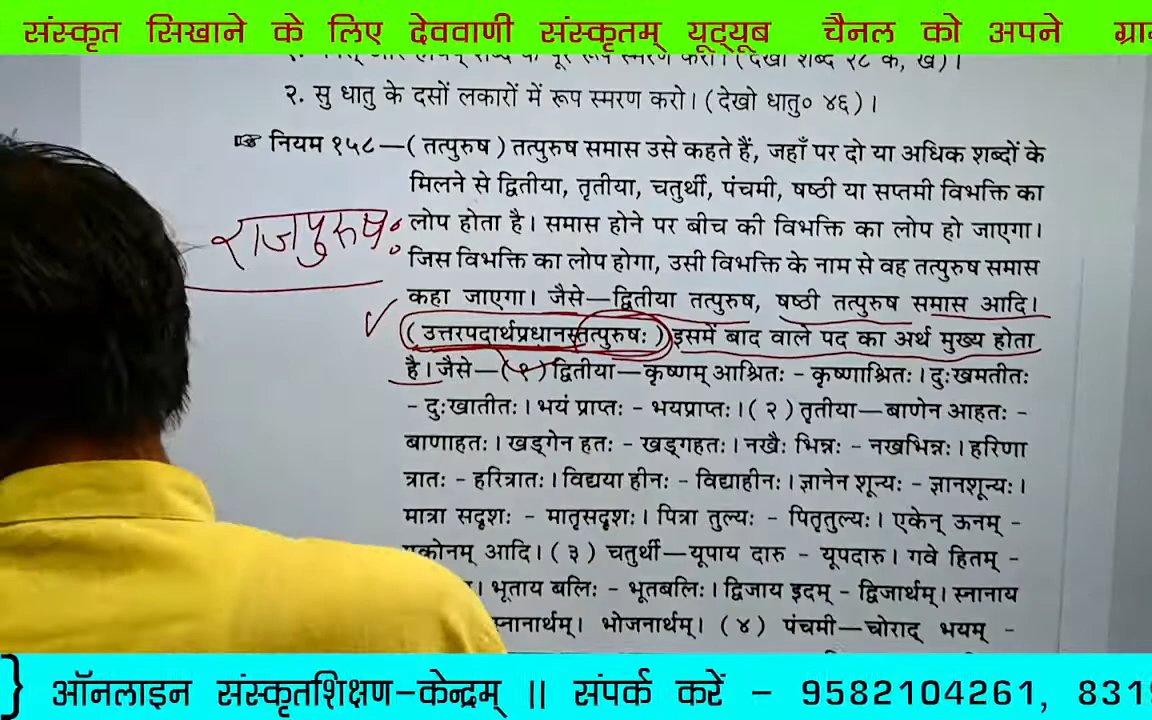 संस्कृत सिखाने के लिए देववाणी संस्कृतम् यूट्यूब चैनल को अपने
२. सु धातु के दसों लकारों में रूप स्मरण करो। (देखो धातु० ४६)।
नियम १५८—( तत्पुरुष ) तत्पुरुष समास उसे कहते हैं, जहाँ पर दो या अधिक शब्दों के
मिलने से द्वितीया, तृतीया, चतुर्थी, पंचमी, षष्ठी या सप्तमी विभक्ति का
राजपुरुषः
लोप होता है। समास होने पर बीच की विभक्ति का लोप हो जाएगा।
जिस विभक्ति का लोप होगा, उसी विभक्ति के नाम से वह तत्पुरुष समास
कहा जाएगा। जैसे—द्वितीया तत्पुरुष, षष्ठी तत्पुरुष समास आदि।
( उत्तरपदार्थप्रधानस्तत्पुरुषः ) इसमें बाद वाले पद का अर्थ मुख्य होता
है। जैसे—(१) द्वितीया—कृष्णम् आश्रितः - कृष्णाश्रितः। दुःखमतीतः
- दुःखातीतः। भयं प्राप्तः - भयप्राप्तः। (२) तृतीया—बाणेन आहतः -
बाणाहतः। खड्गेन हतः - खड्गहतः। नखैः भिन्नः - नखभिन्नः। हरिणा
त्रातः - हरित्रातः। विद्यया हीनः - विद्याहीनः। ज्ञानेन शून्यः - ज्ञानशून्यः।
मात्रा सदृशः - मातृसदृशः। पित्रा तुल्यः - पितृतुल्यः। एकेन् ऊनम् -
एकोनम् आदि। (३) चतुर्थी—यूपाय दारु - यूपदारु। गवे हितम् -
। भूताय बलिः - भूतबलिः। द्विजाय इदम् - द्विजार्थम्। स्नानाय
स्नानार्थम्। भोजनार्थम्। (४) पंचमी—चोराद् भयम् -
} ऑनलाइन संस्कृतशिक्षण-केन्द्रम् || संपर्क करें - 9582104261, 8319